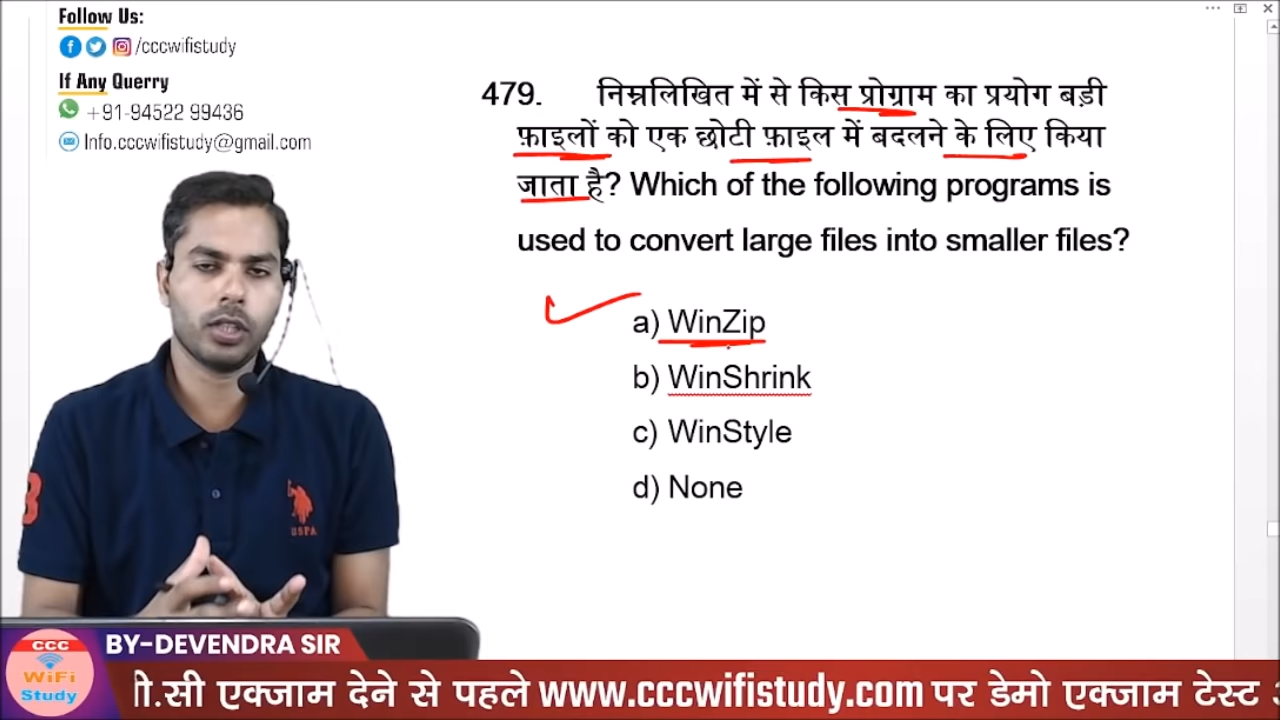 Follow Us:
/cccwifistudy
If Any Querry
+91-94522 99436
Info.cccwifistudy@gmail.com
479. निम्नलिखित में से किस प्रोग्राम का प्रयोग बड़ी
फ़ाइलों को एक छोटी फ़ाइल में बदलने के लिए किया
जाता है? Which of the following programs is
used to convert large files into smaller files?
a) WinZip
b) WinShrink
c) WinStyle
d) None
3
USPA
CCC
WiFi
Study
BY-DEVENDRA SIR
ी.सी एक्जाम देने से पहले www.cccwifistudy.com पर डेमो एक्जाम टेस्ट